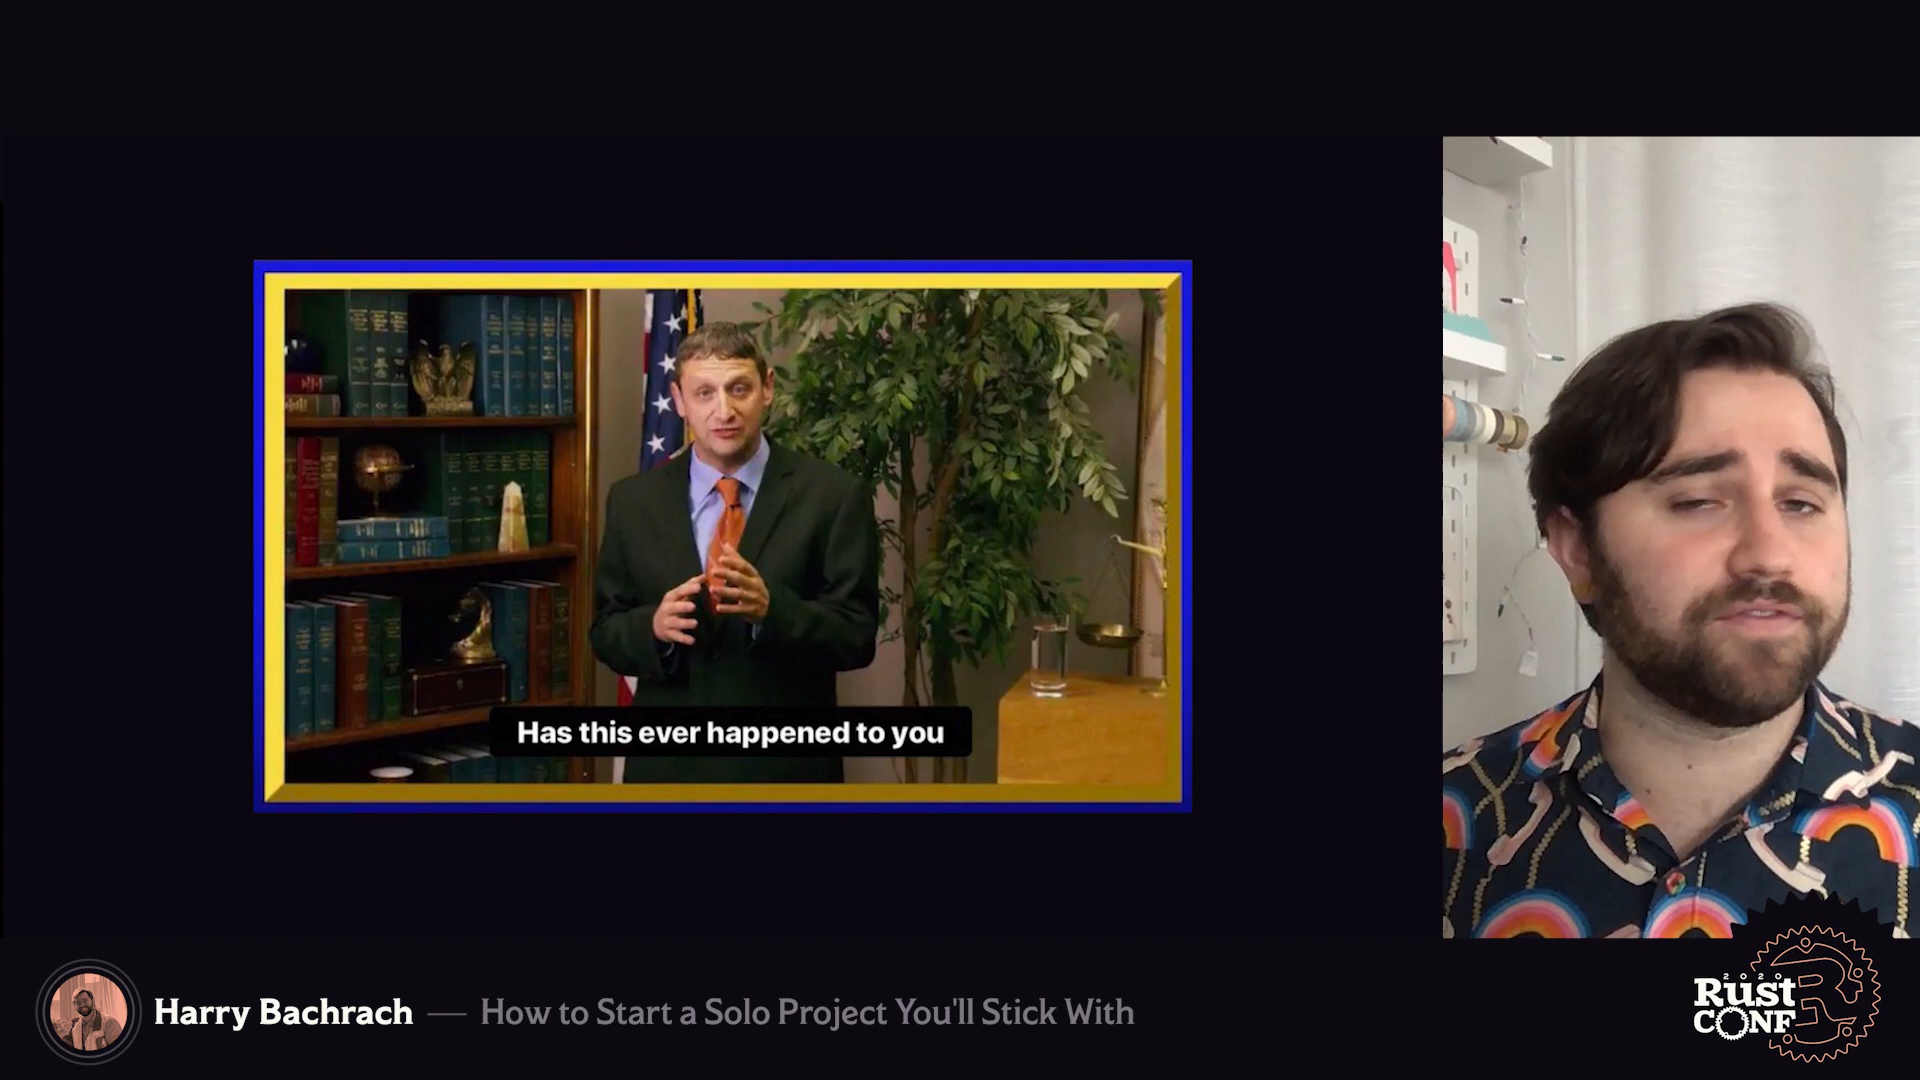 Has this ever happened to you
Harry Bachrach — How to Start a Solo Project You'll Stick With
2020
Rust
CONF